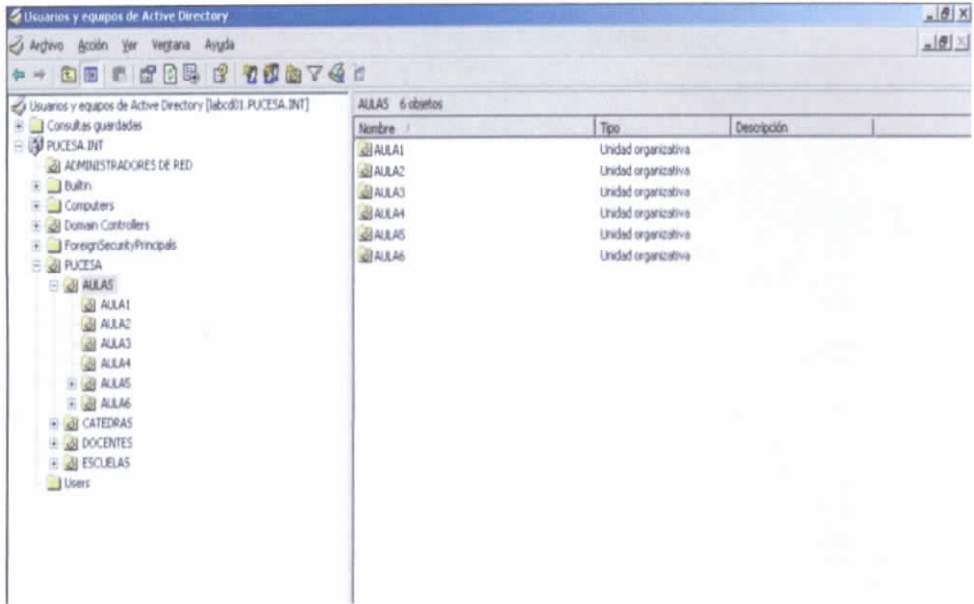 Usuarios y equipos de Active Directory
Archivo Acción Ver Ventana Ayuda
Usuarios y equipos de Active Directory [labcd01.PUCESA.INT]
Consultas guardadas
PUCESA.INT
ADMINISTRADORES DE RED
Builtin
Computers
Domain Controllers
ForeignSecurityPrincipals
PUCESA
AULAS
AULA1
AULA2
AULA3
AULA4
AULA5
AULA6
CATEDRAS
DOCENTES
ESCUELAS
Users
AULAS 6 objetos
Nombre Tipo Descripción
AULA1 Unidad organizativa
AULA2 Unidad organizativa
AULA3 Unidad organizativa
AULA4 Unidad organizativa
AULA5 Unidad organizativa
AULA6 Unidad organizativa